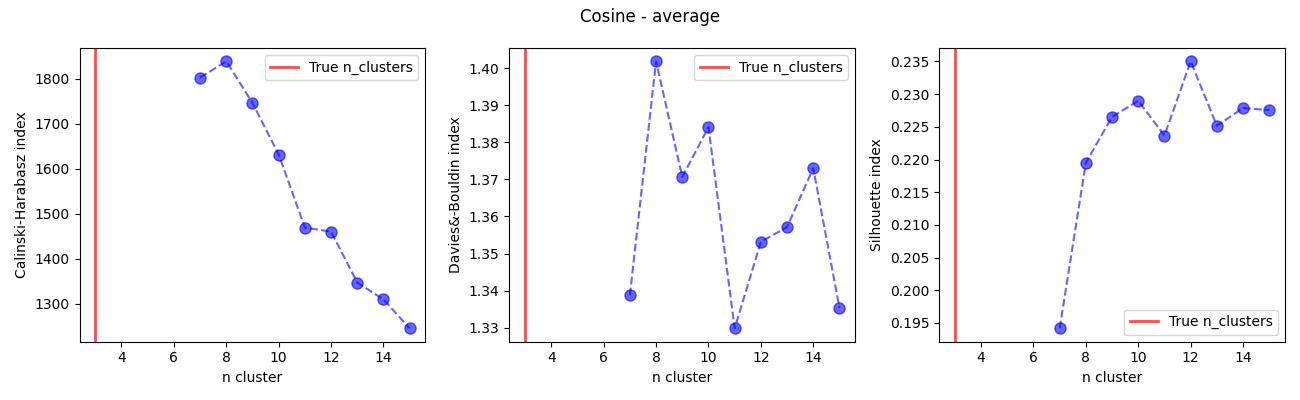 Cosine - average
Calinski-Harabasz index
1800
1700
1600
1500
1400
1300
True n_clusters
4 6 8 10 12 14
n cluster
Davies&-Bouldin index
1.40
1.39
1.38
1.37
1.36
1.35
1.34
1.33
True n_clusters
4 6 8 10 12 14
n cluster
Silhouette index
0.235
0.230
0.225
0.220
0.215
0.210
0.205
0.200
0.195
True n_clusters
4 6 8 10 12 14
n cluster